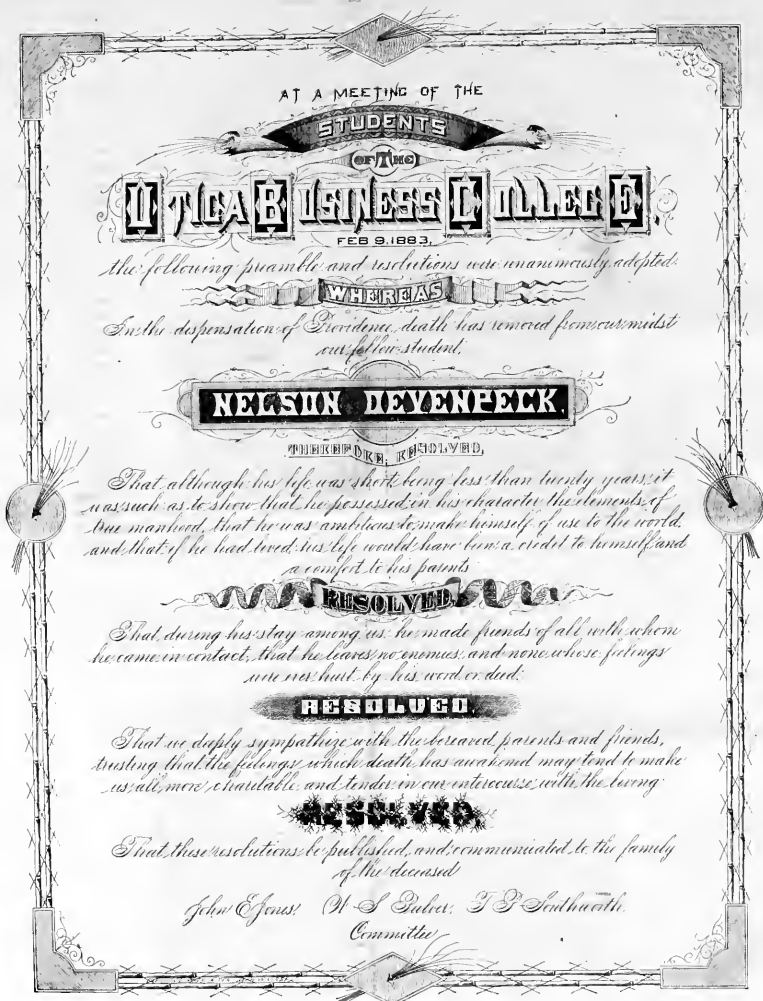 AT A MEETING OF THE
STUDENTS
OF THE
UTICA BUSINESS COLLEGE,
FEB 9. 1883,
the following preamble and resolutions were unanimously adopted.
WHEREAS
In the dispensation of Providence death has removed from our midst
our fellow student,
NELSON DEVENPECK,
THEREFORE, RESOLVED,
That although his life was short being less than twenty years, it
was such as to show that he possessed in his character the elements of
true manhood, that he was ambitious to make himself of use to the world,
and that if he had lived his life would have been a credit to himself and
a comfort to his parents
RESOLVED
That during his stay among us he made friends of all with whom
he came in contact, that he leaves no enemies, and none whose feelings
were ever hurt by his word or deed.
RESOLVED.
That we deeply sympathize with the bereaved parents and friends,
trusting that the feelings which death has awakened may tend to make
us all more charitable and tender in our intercourse with the living
RESOLVED,
That these resolutions be published, and communicated to the family
of the deceased
John E Jones. W S Pulver. T P Southworth.
Committee